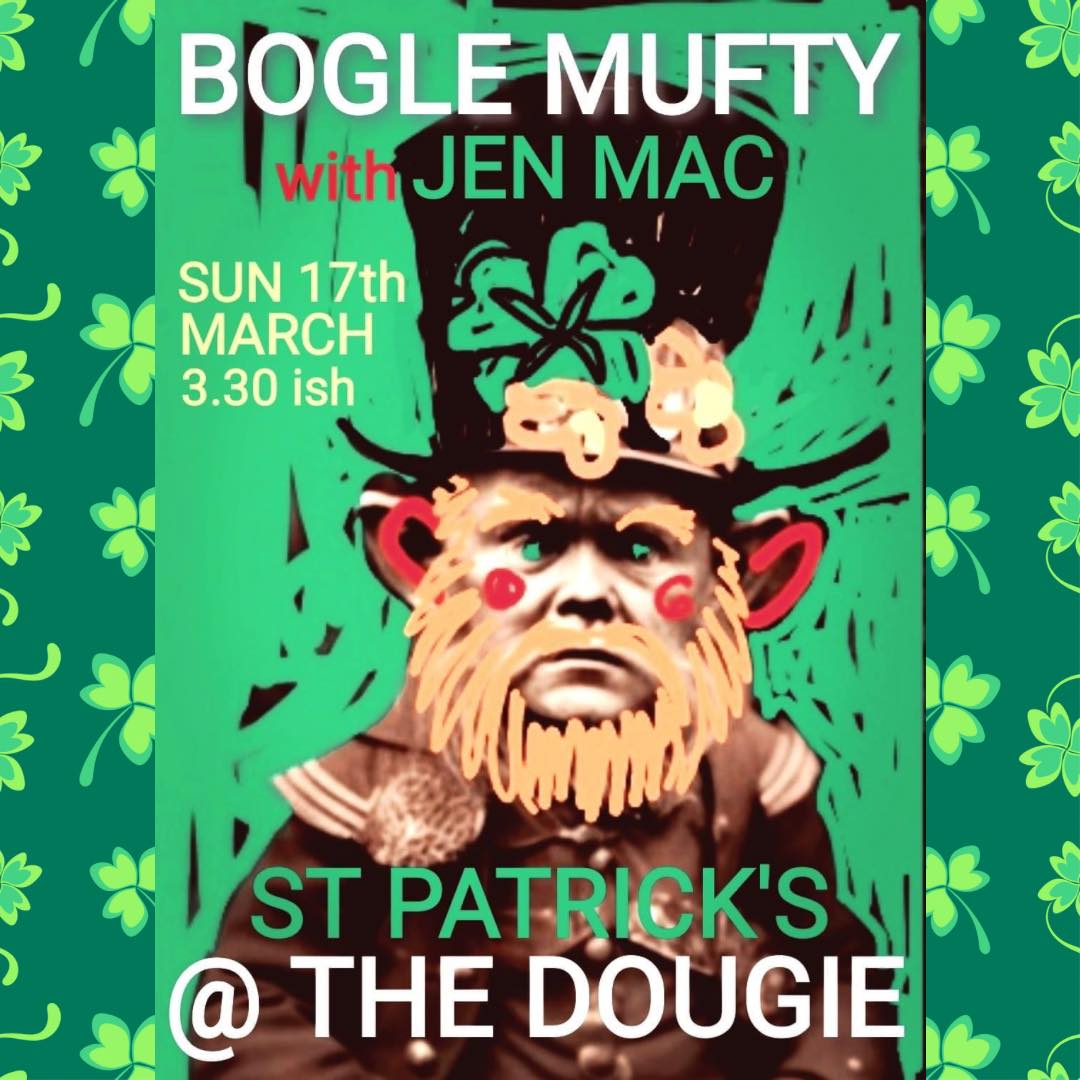 BOGLE MUFTY
with JEN MAC
SUN 17th
MARCH
3.30 ish
ST PATRICK'S
@ THE DOUGIE